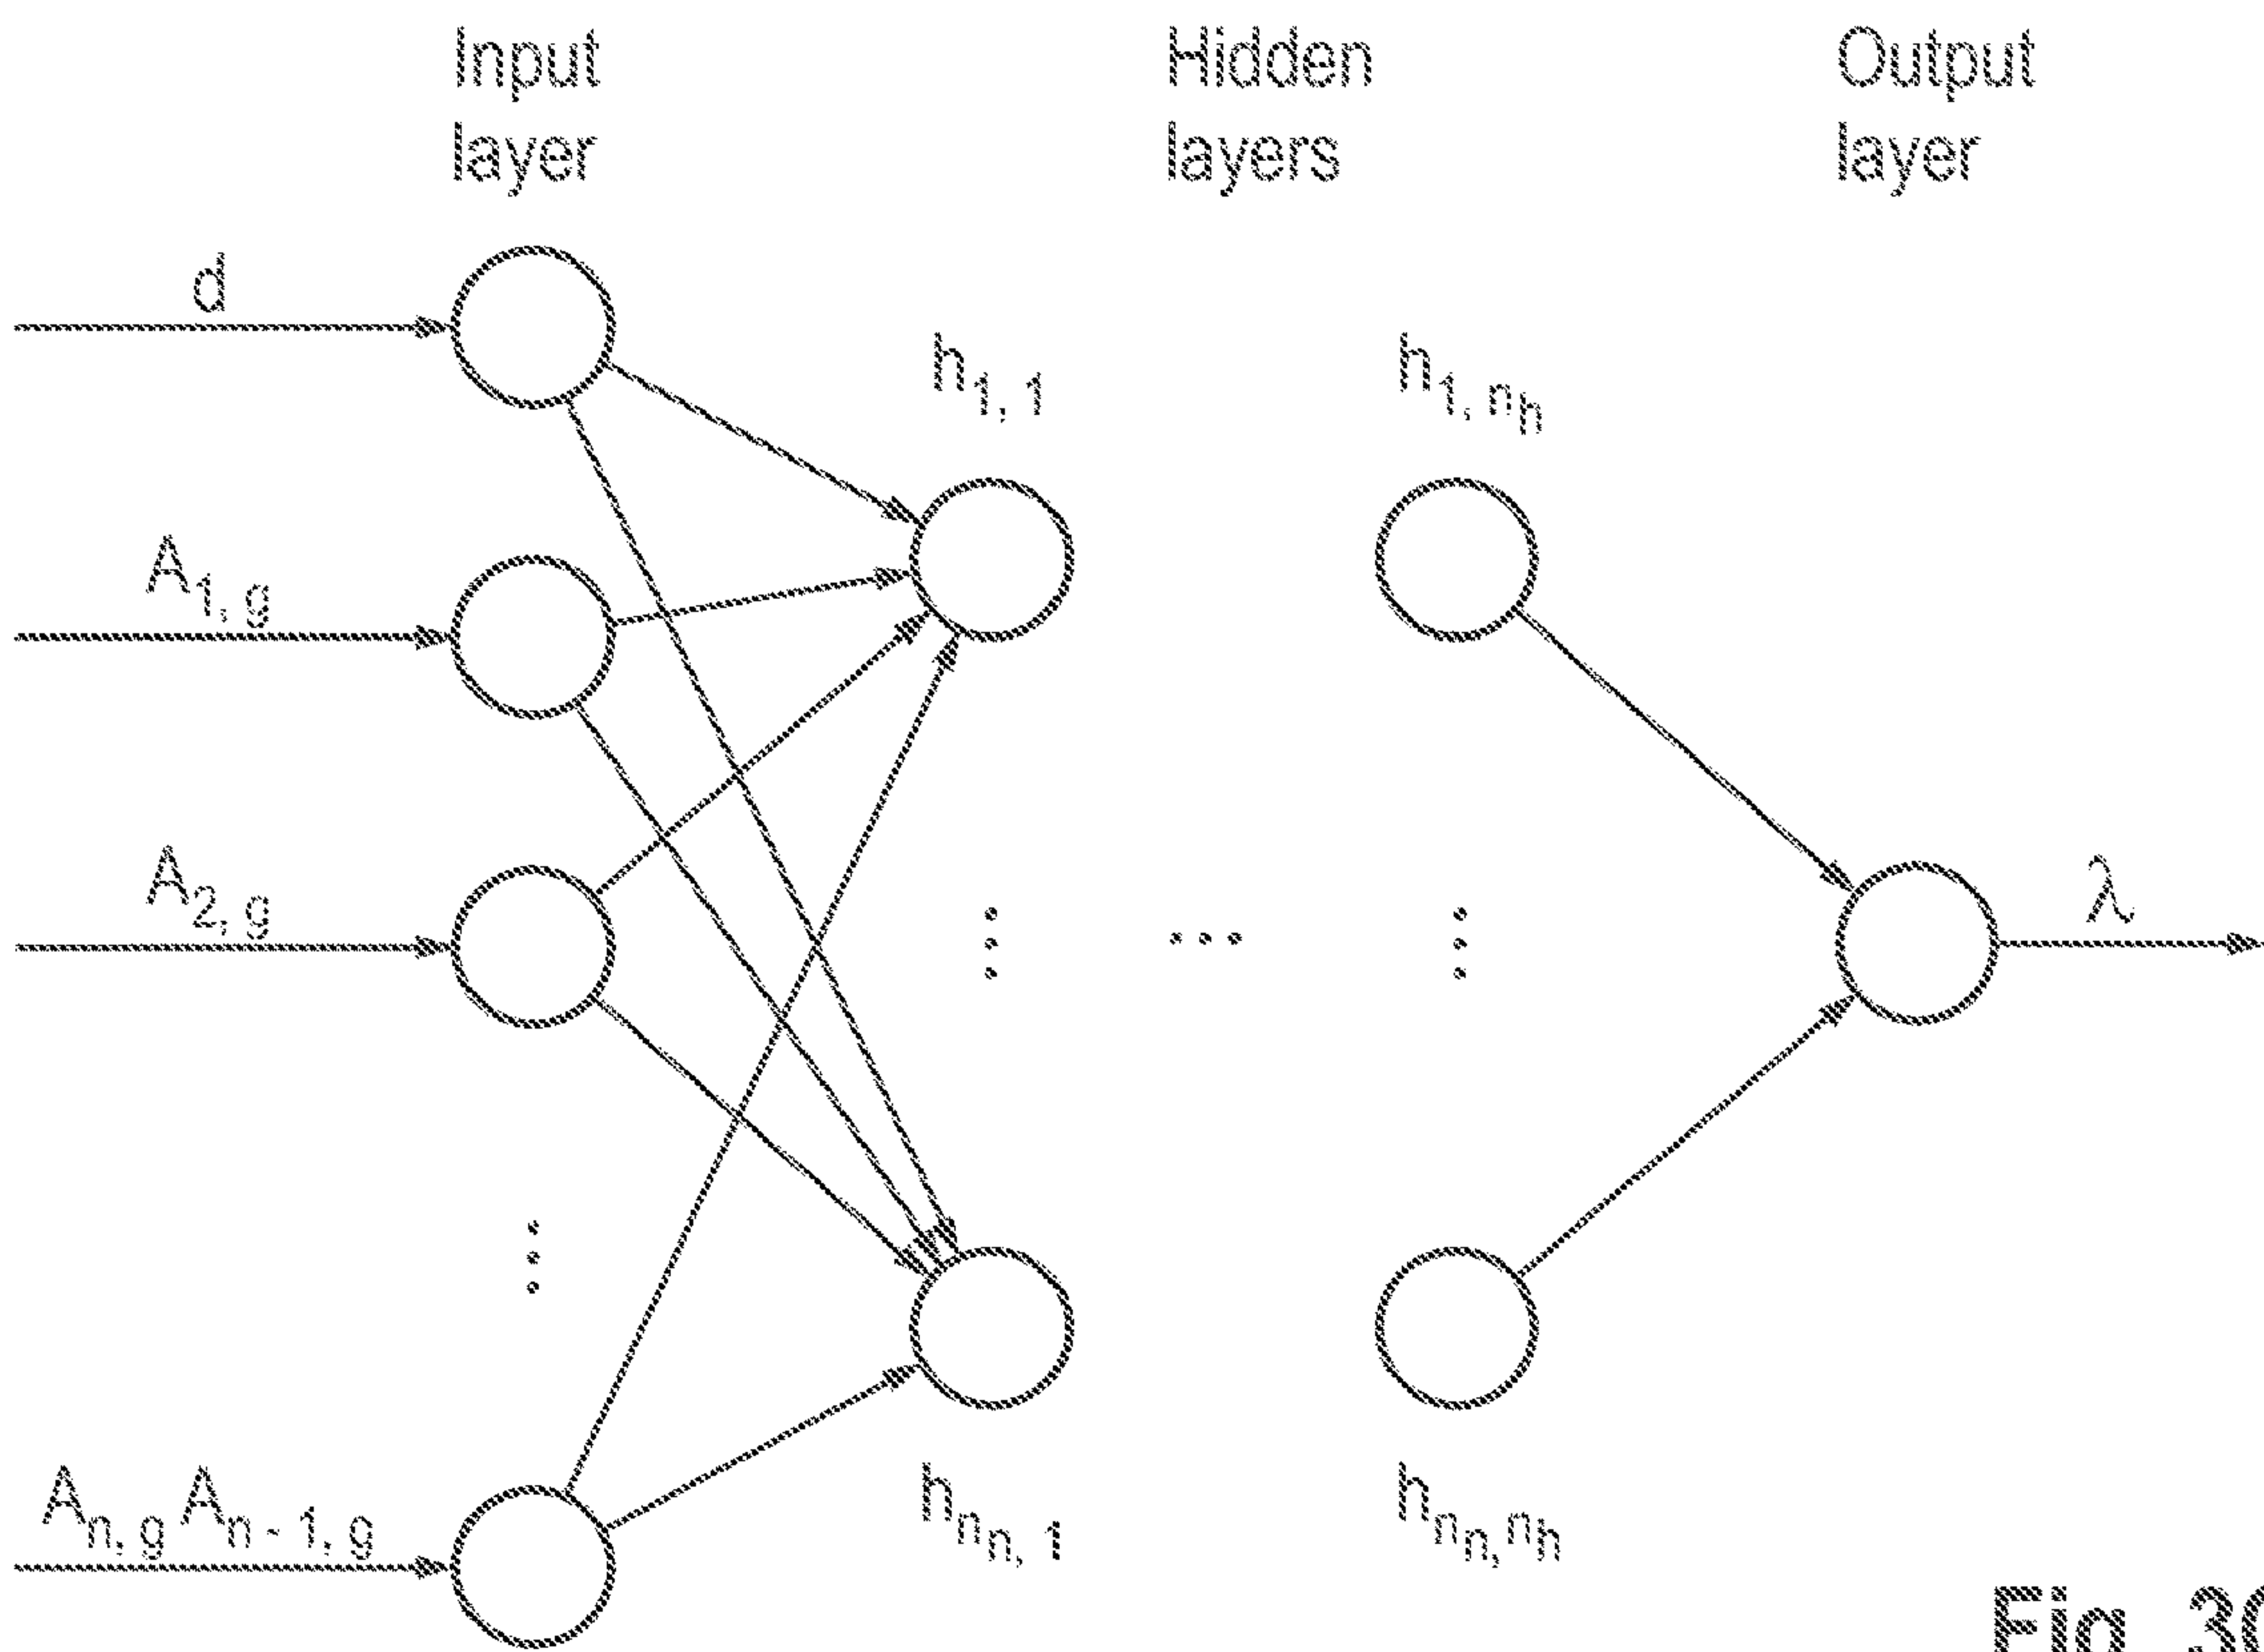 Input
layer
Hidden
layers
Output
layer
d
h1, 1
h1, nh
A1, g
A2, g
λ
An, g An - 1, g
hnn, 1
hnn, nh
Fig.